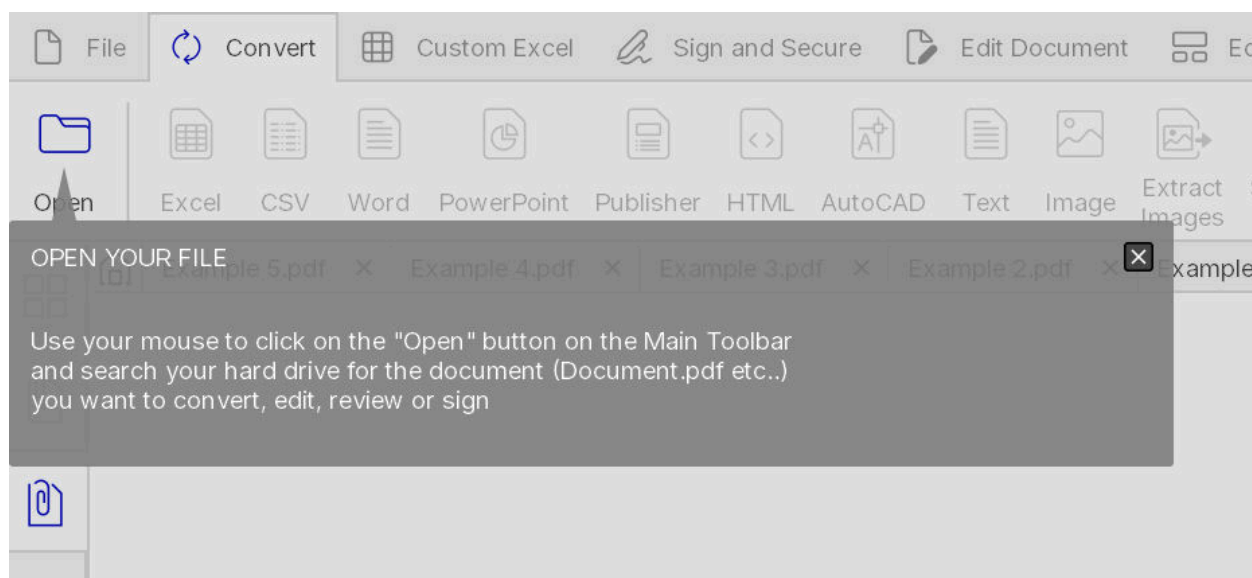 File Convert Custom Excel Sign and Secure Edit Document
Open Excel CSV Word PowerPoint Publisher HTML AutoCAD Text Image Extract
Images
OPEN YOUR FILE
Example 5.pdf Example 4.pdf Example 3.pdf Example 2.pdf Example
Use your mouse to click on the "Open" button on the Main Toolbar
and search your hard drive for the document (Document.pdf etc..)
you want to convert, edit, review or sign